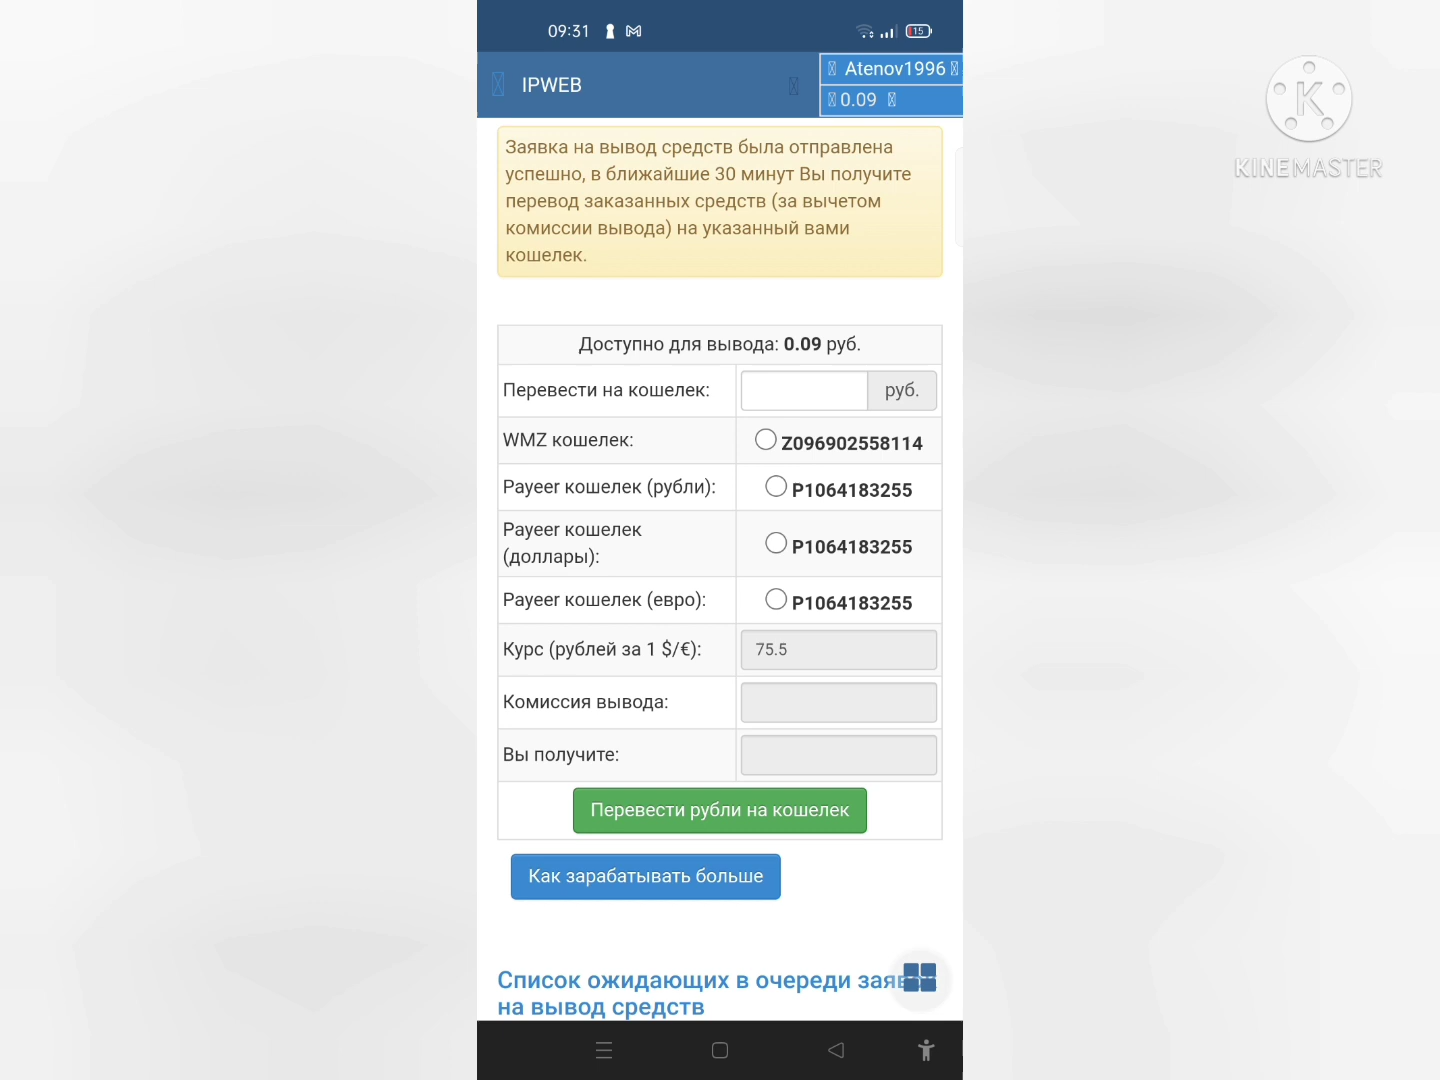 09:31
15
IPWEB
Atenov1996
0.09
K
KINEMASTER
Заявка на вывод средств была отправлена
успешно, в ближайшие 30 минут Вы получите
перевод заказанных средств (за вычетом
комиссии вывода) на указанный вами
кошелек.
Доступно для вывода: 0.09 руб.
Перевести на кошелек: руб.
WMZ кошелек: Z096902558114
Payeer кошелек (рубли): P1064183255
Payeer кошелек
(доллары): P1064183255
Payeer кошелек (евро): P1064183255
Курс (рублей за 1 $/€): 75.5
Комиссия вывода:
Вы получите:
Перевести рубли на кошелек
Как зарабатывать больше
Список ожидающих в очереди
на вывод средств